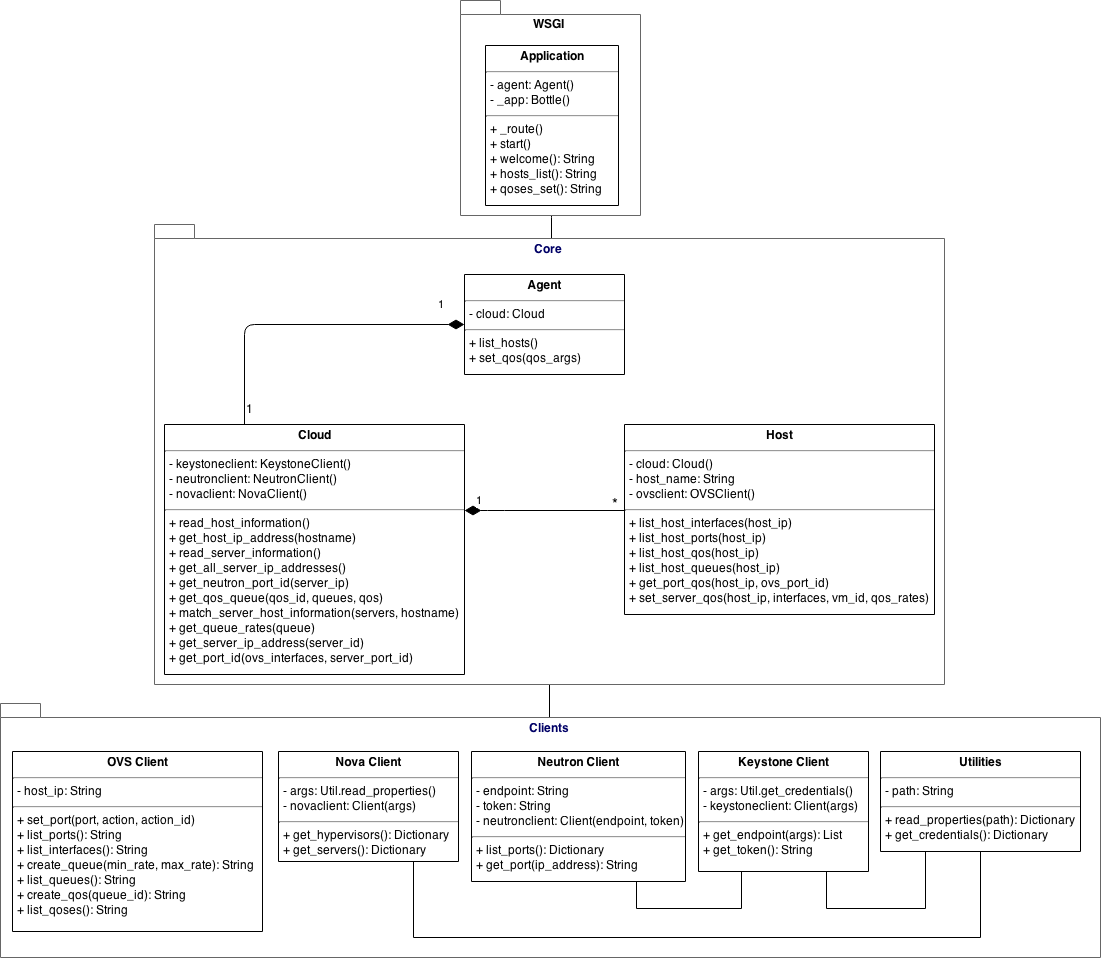 WSGI
Application
- agent: Agent()
- _app: Bottle()
+ _route()
+ start()
+ welcome(): String
+ hosts_list(): String
+ qoses_set(): String
Core
Agent
- cloud: Cloud
+ list_hosts()
+ set_qos(qos_args)
1
1
Cloud
- keystoneclient: KeystoneClient()
- neutronclient: NeutronClient()
- novaclient: NovaClient()
+ read_host_information()
+ get_host_ip_address(hostname)
+ read_server_information()
+ get_all_server_ip_addresses()
+ get_neutron_port_id(server_ip)
+ get_qos_queue(qos_id, queues, qos)
+ match_server_host_information(servers, hostname)
+ get_queue_rates(queue)
+ get_server_ip_address(server_id)
+ get_port_id(ovs_interfaces, server_port_id)
1
*
Host
- cloud: Cloud()
- host_name: String
- ovsclient: OVSClient()
+ list_host_interfaces(host_ip)
+ list_host_ports(host_ip)
+ list_host_qos(host_ip)
+ list_host_queues(host_ip)
+ get_port_qos(host_ip, ovs_port_id)
+ set_server_qos(host_ip, interfaces, vm_id, qos_rates)
Clients
OVS Client
- host_ip: String
+ set_port(port, action, action_id)
+ list_ports(): String
+ list_interfaces(): String
+ create_queue(min_rate, max_rate): String
+ list_queues(): String
+ create_qos(queue_id): String
+ list_qoses(): String
Nova Client
- args: Util.read_properties()
- novaclient: Client(args)
+ get_hypervisors(): Dictionary
+ get_servers(): Dictionary
Neutron Client
- endpoint: String
- token: String
- neutronclient: Client(endpoint, token)
+ list_ports(): Dictionary
+ get_port(ip_address): String
Keystone Client
- args: Util.get_credentials()
- keystoneclient: Client(args)
+ get_endpoint(args): List
+ get_token(): String
Utilities
- path: String
+ read_properties(path): Dictionary
+ get_credentials(): Dictionary